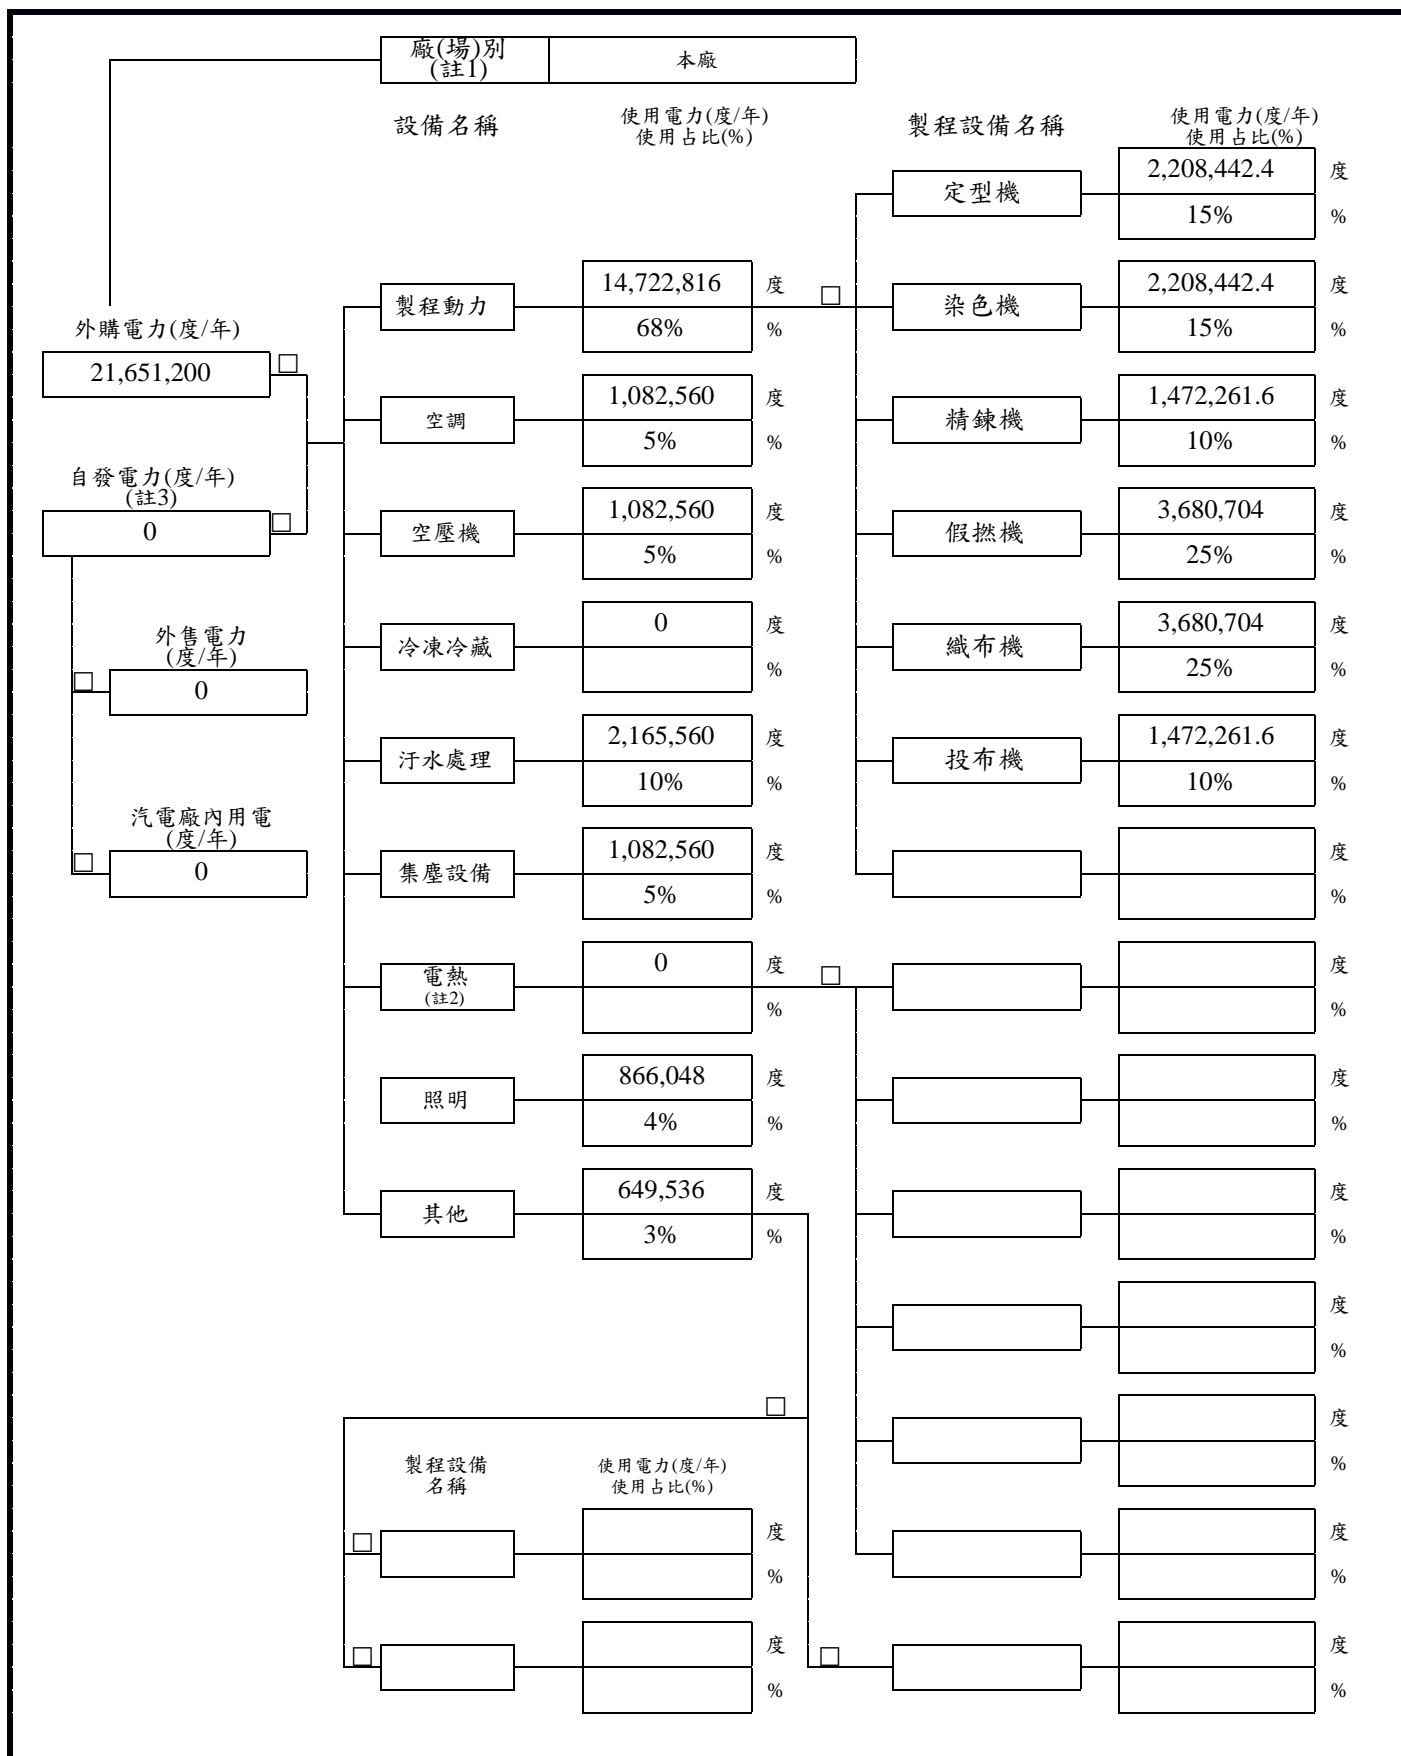 廠(場)別
(註1)
本廠
設備名稱
使用電力(度/年)
使用占比(%)
製程設備名稱
使用電力(度/年)
使用占比(%)
外購電力(度/年)
21,651,200
自發電力(度/年)
(註3)
0
外售電力
(度/年)
0
汽電廠內用電
(度/年)
0
製程動力
14,722,816
度
68%
%
空調
1,082,560
度
5%
%
空壓機
1,082,560
度
5%
%
冷凍冷藏
0
度
%
汙水處理
2,165,560
度
10%
%
集塵設備
1,082,560
度
5%
%
電熱
(註2)
0
度
%
照明
866,048
度
4%
%
其他
649,536
度
3%
%
製程設備
名稱
使用電力(度/年)
使用占比(%)
度
%
度
%
定型機
2,208,442.4
度
15%
%
染色機
2,208,442.4
度
15%
%
精鍊機
1,472,261.6
度
10%
%
假撚機
3,680,704
度
25%
%
織布機
3,680,704
度
25%
%
投布機
1,472,261.6
度
10%
%
度
%
度
%
度
%
度
%
度
%
度
%
度
%
度
%